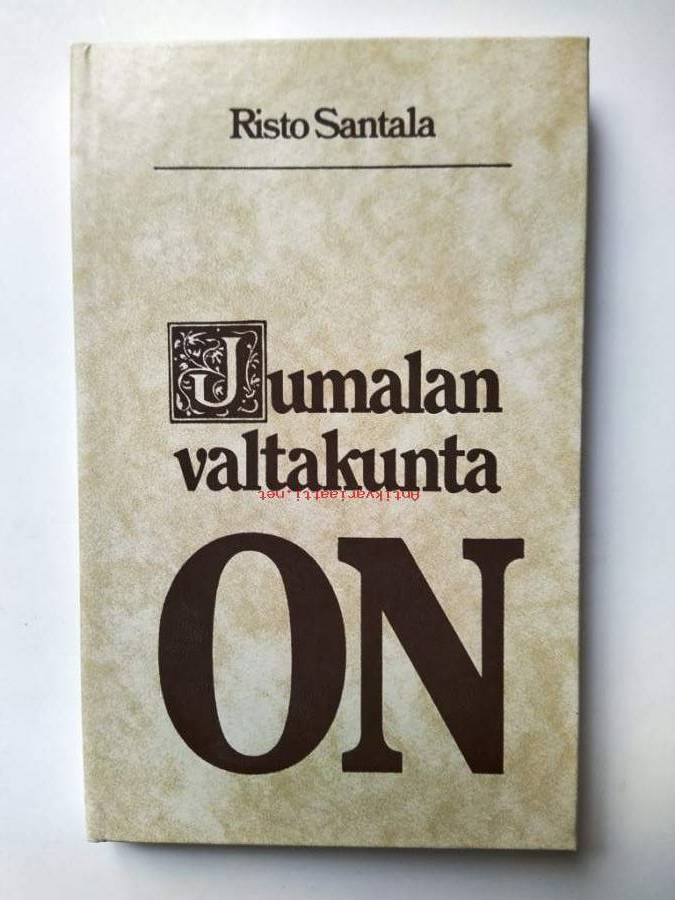 Risto Santala
Jumalan
valtakunta
Antikvariaatti.net
ON